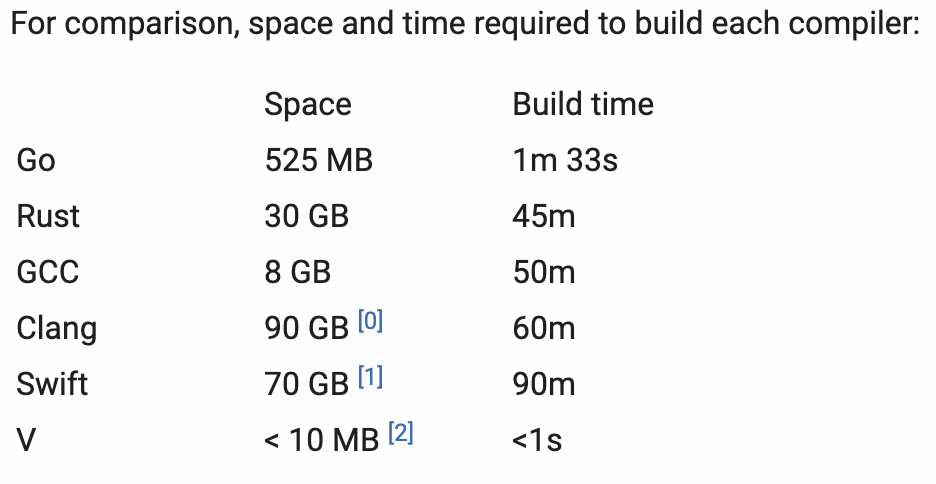 For comparison, space and time required to build each compiler:
Space Build time
Go 525 MB 1m 33s
Rust 30 GB 45m
GCC 8 GB 50m
Clang 90 GB [0] 60m
Swift 70 GB [1] 90m
V < 10 MB [2] <1s